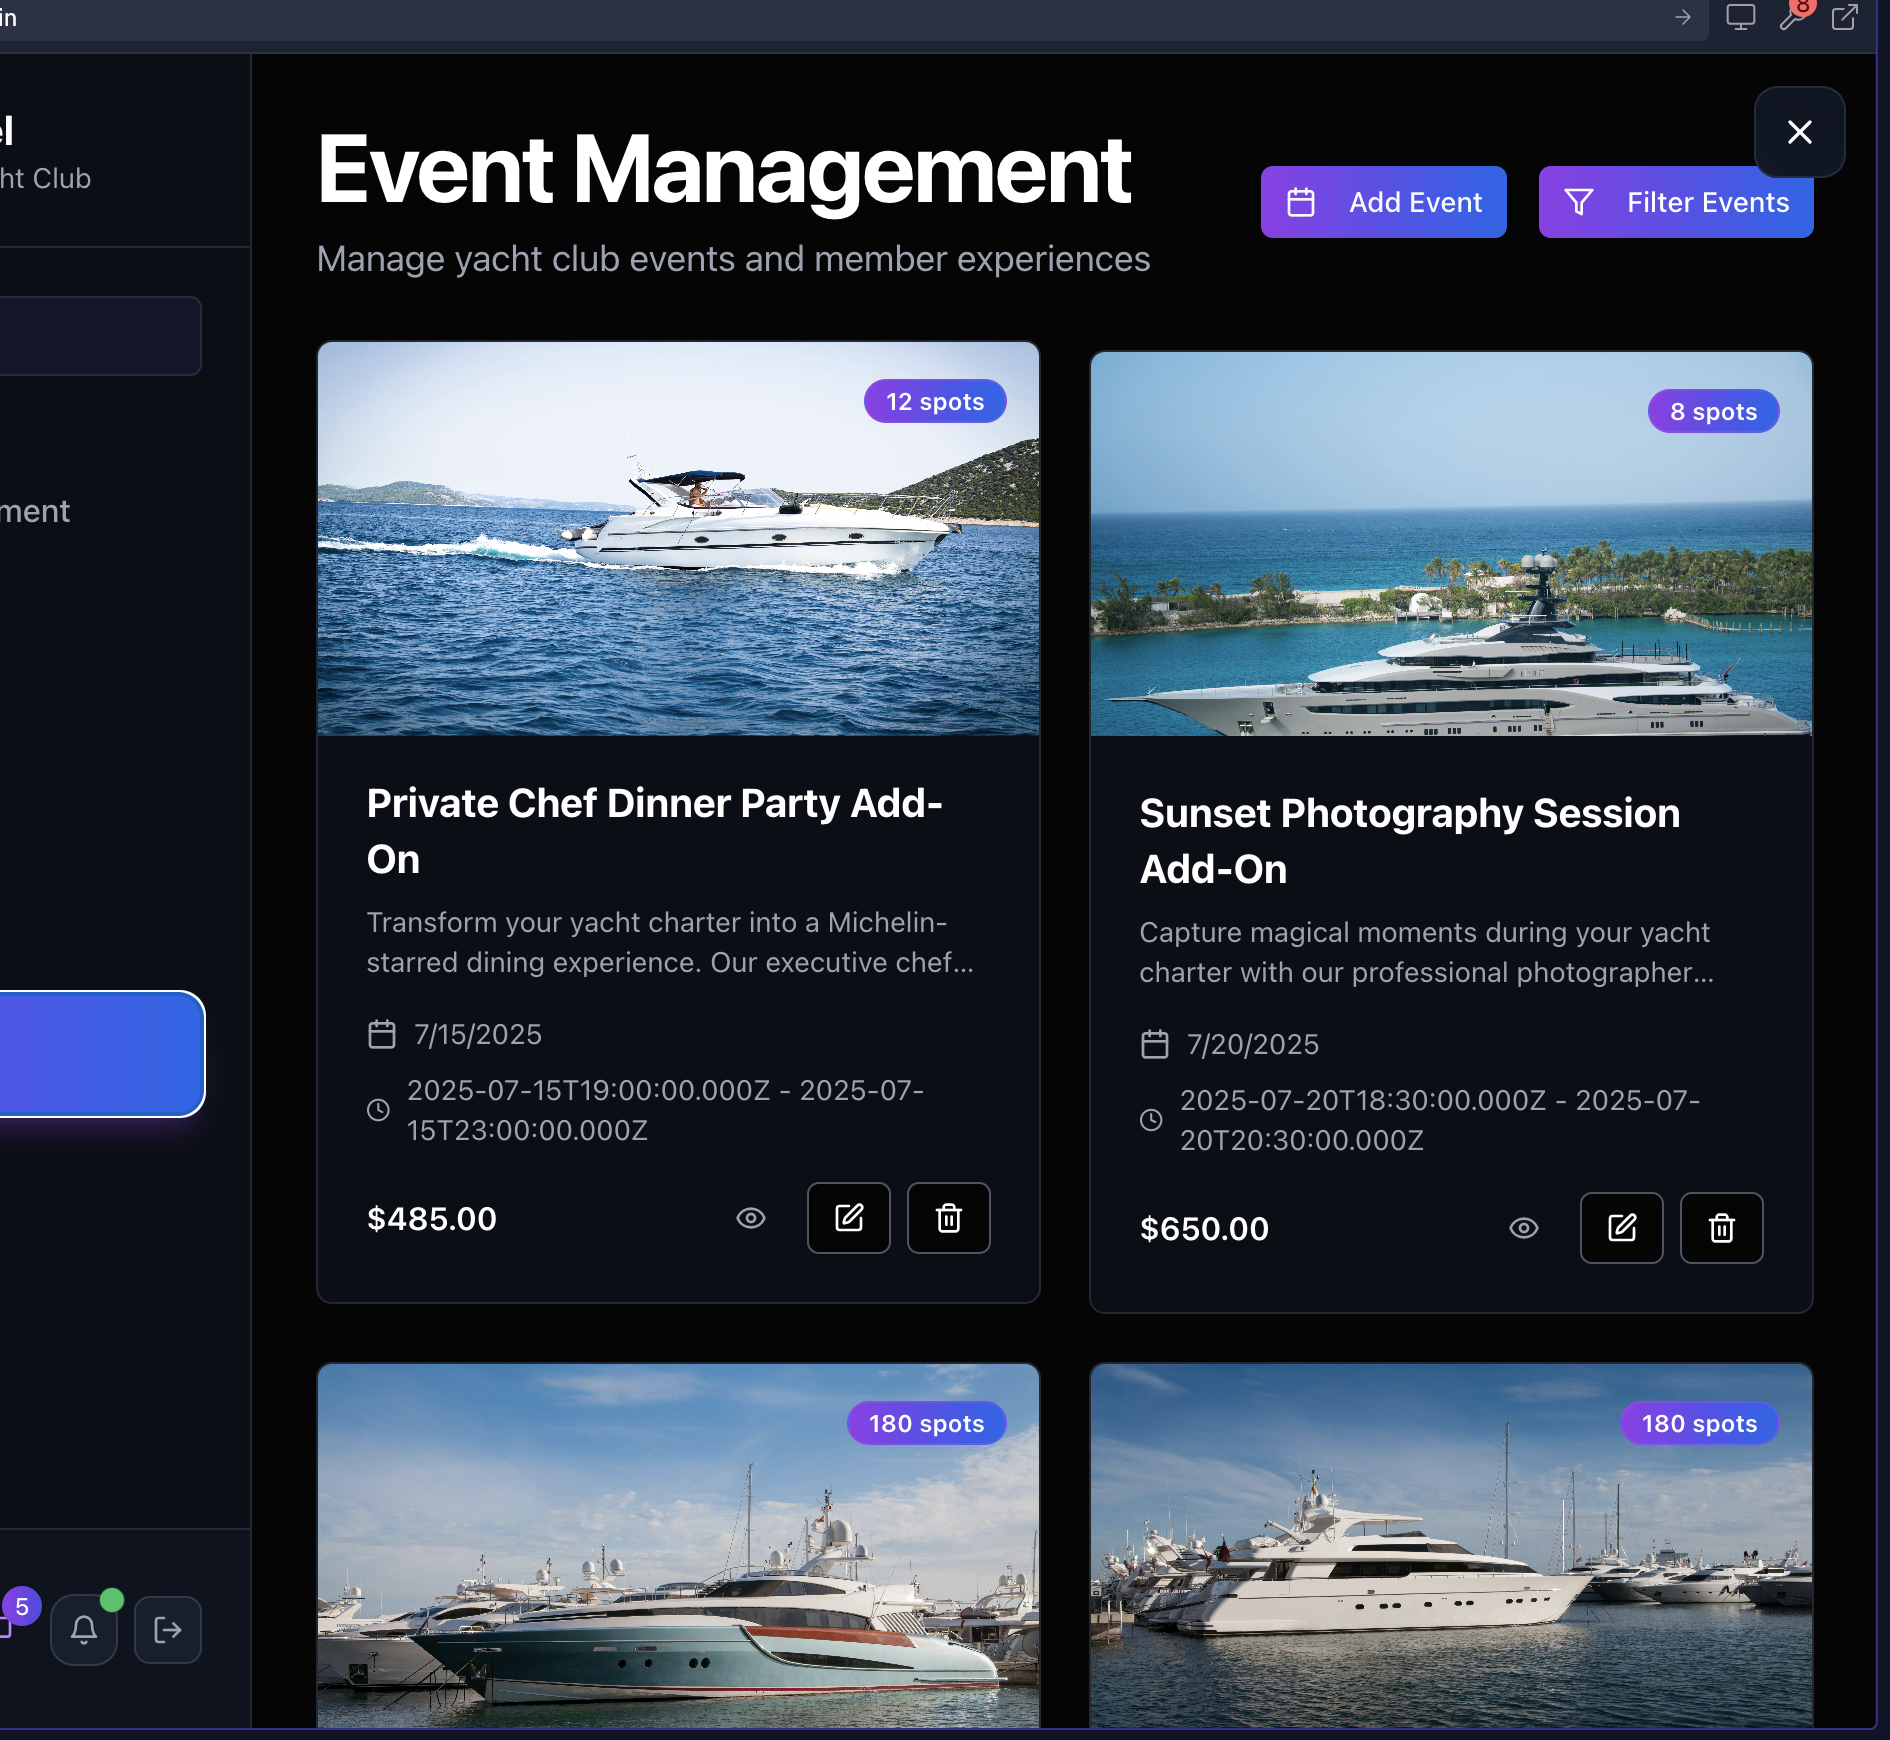 in
8
el
ht Club
ment
5
Event Management
Manage yacht club events and member experiences
Add Event
Filter Events
12 spots
Private Chef Dinner Party Add-
On
Transform your yacht charter into a Michelin-
starred dining experience. Our executive chef...
7/15/2025
2025-07-15T19:00:00.000Z - 2025-07-
15T23:00:00.000Z
$485.00
8 spots
Sunset Photography Session
Add-On
Capture magical moments during your yacht
charter with our professional photographer...
7/20/2025
2025-07-20T18:30:00.000Z - 2025-07-
20T20:30:00.000Z
$650.00
180 spots
180 spots